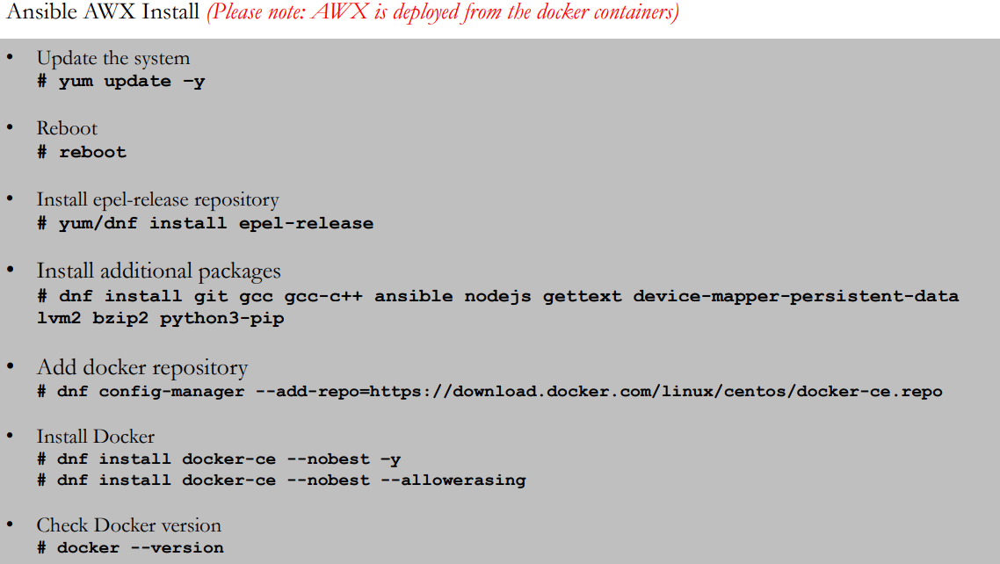 Ansible AWX Install (Please note: AWX is deployed from the docker containers)
• Update the system
# yum update –y
• Reboot
# reboot
• Install epel-release repository
# yum/dnf install epel-release
• Install additional packages
# dnf install git gcc gcc-c++ ansible nodejs gettext device-mapper-persistent-data
lvm2 bzip2 python3-pip
• Add docker repository
# dnf config-manager --add-repo=https://download.docker.com/linux/centos/docker-ce.repo
• Install Docker
# dnf install docker-ce --nobest –y
# dnf install docker-ce --nobest --allowerasing
• Check Docker version
# docker --version